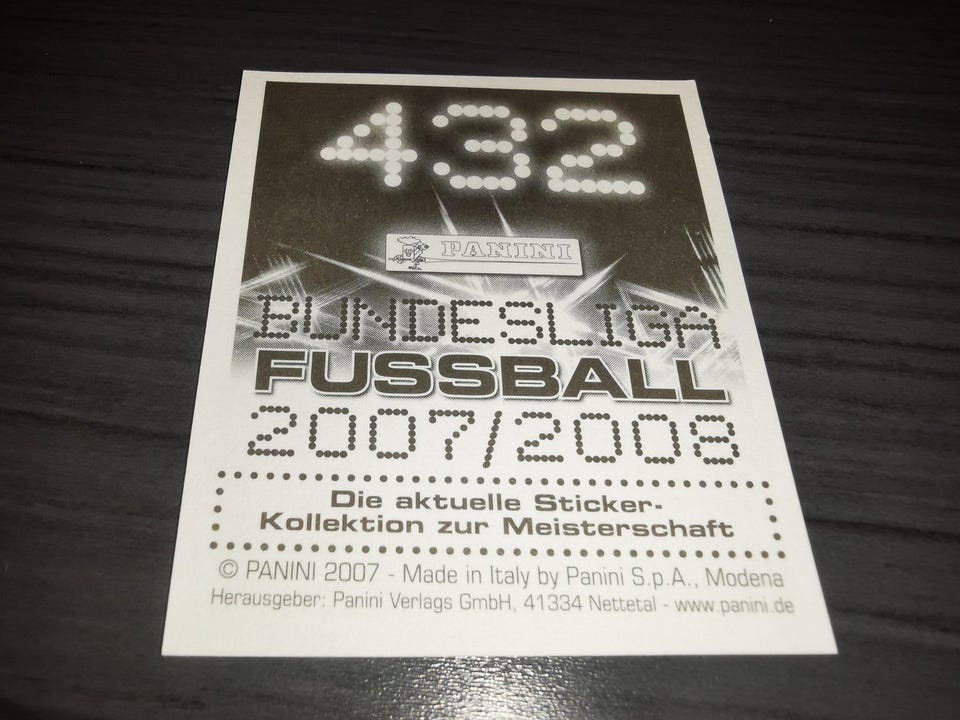 432
PANINI
BUNDESLIGA
FUSSBALL
2007/2008
Die aktuelle Sticker-
Kollektion zur Meisterschaft
© PANINI 2007 - Made in Italy by Panini S.p.A., Modena
Herausgeber: Panini Verlags GmbH, 41334 Nettetal - www.panini.de